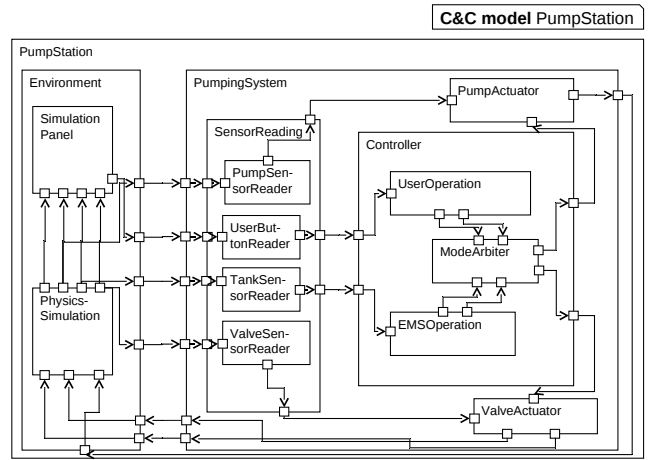 C&C model PumpStation
PumpStation
Environment
PumpingSystem
PumpActuator
Simulation
Panel
SensorReading
Controller
PumpSen-
sorReader
UserOperation
UserBut-
tonReader
ModeArbiter
TankSen-
sorReader
Physics-
Simulation
EMSOperation
ValveSen-
sorReader
ValveActuator